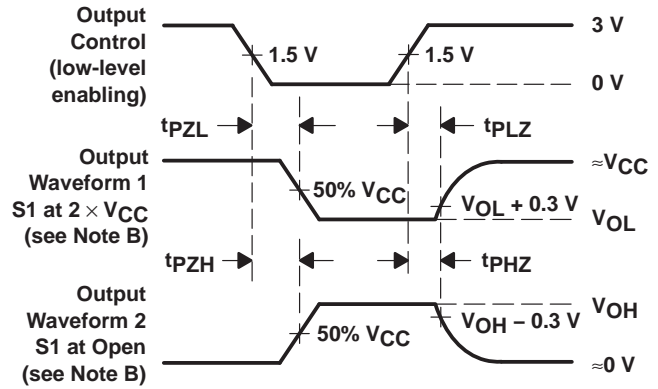 Output
Control
(low-level
enabling)
1.5 V
1.5 V
3 V
0 V
tPZL
tPLZ
Output
Waveform 1
S1 at 2 × VCC
(see Note B)
50% VCC
VOL + 0.3 V
≈VCC
VOL
tPZH
tPHZ
Output
Waveform 2
S1 at Open
(see Note B)
50% VCC
VOH – 0.3 V
VOH
≈0 V